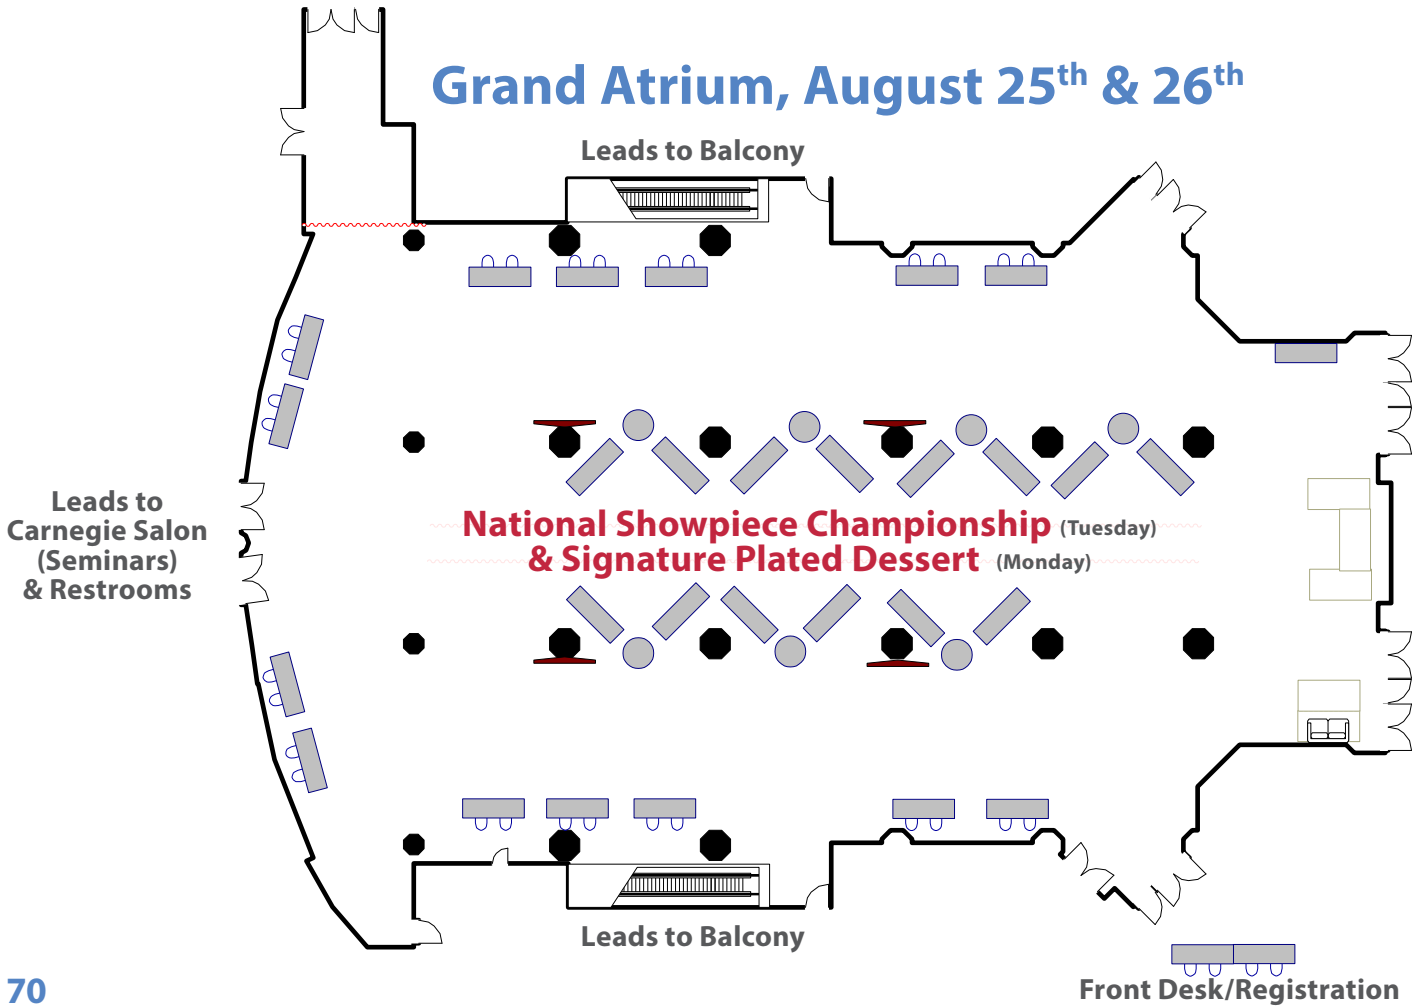 Grand Atrium, August 25th & 26th
Leads to Balcony
Leads to
Carnegie Salon
(Seminars)
& Restrooms
National Showpiece Championship (Tuesday)
& Signature Plated Dessert (Monday)
Leads to Balcony
Front Desk/Registration
70